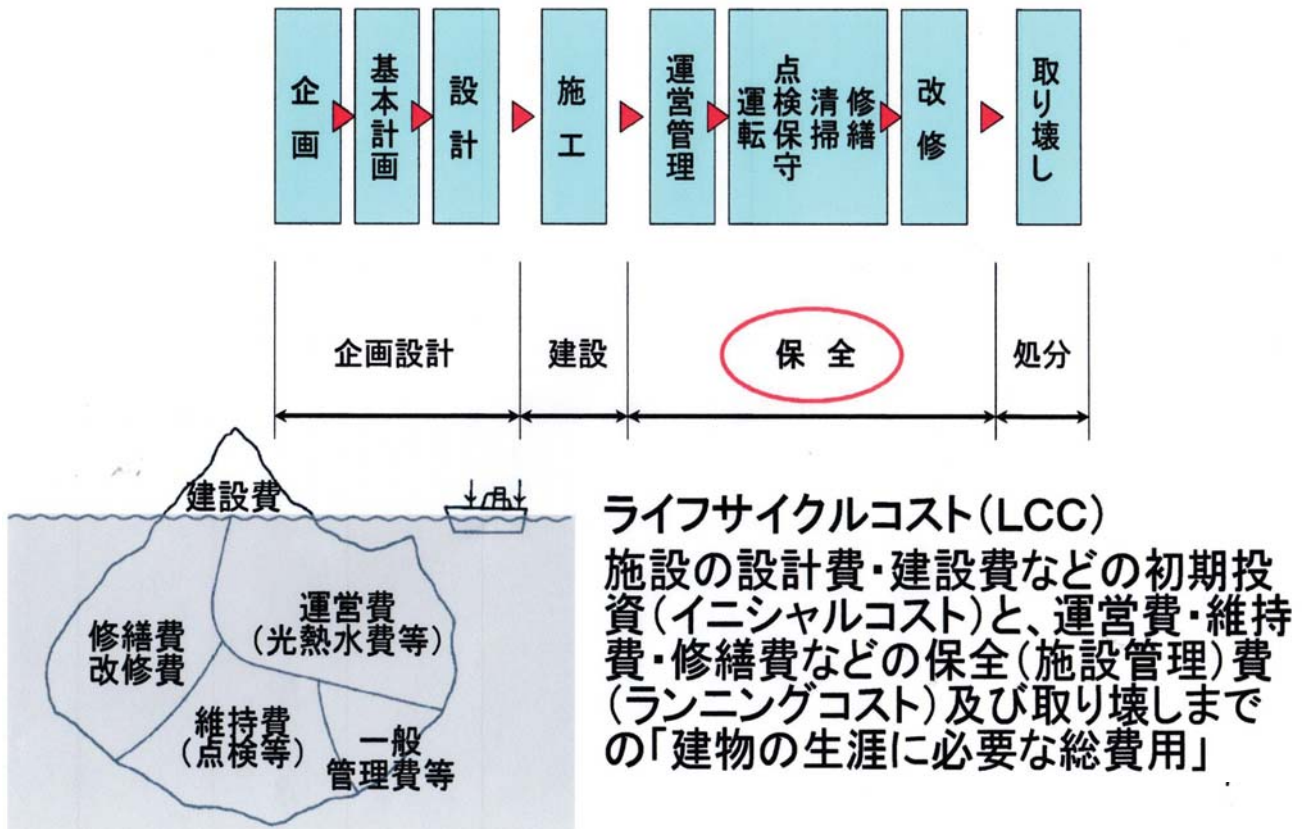 企画
基本計画
設計
施工
運営管理
運転
点検保守
清掃
修繕
改修
取り壊し
企画設計
建設
保 全
処分
建設費
修繕費
改修費
運営費
(光熱水費等)
維持費
(点検等)
一般
管理費等
ライフサイクルコスト(LCC)
施設の設計費・建設費などの初期投
資(イニシャルコスト)と、運営費・維持
費・修繕費などの保全(施設管理)費
(ランニングコスト)及び取り壊しまで
の「建物の生涯に必要な総費用」